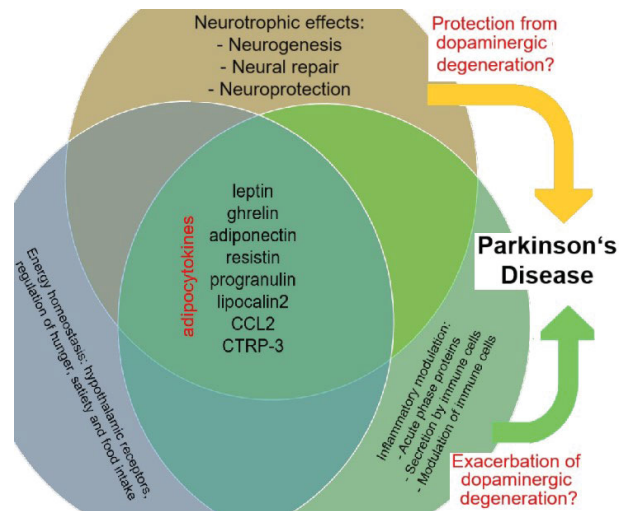 Neurotrophic effects:
- Neurogenesis
- Neural repair
- Neuroprotection
Protection from
dopaminergic
degeneration?
adipocytokines
leptin
ghrelin
adiponectin
resistin
progranulin
lipocalin2
CCL2
CTRP-3
Parkinson‘s
Disease
Energy homeostasis: hypothalamic receptors,
regulation of hunger, satiety and food intake
Inflammatory modulation:
- Acute phase proteins
- Secretion by immune cells
- Modulation of immune cells
Exacerbation of
dopaminergic
degeneration?